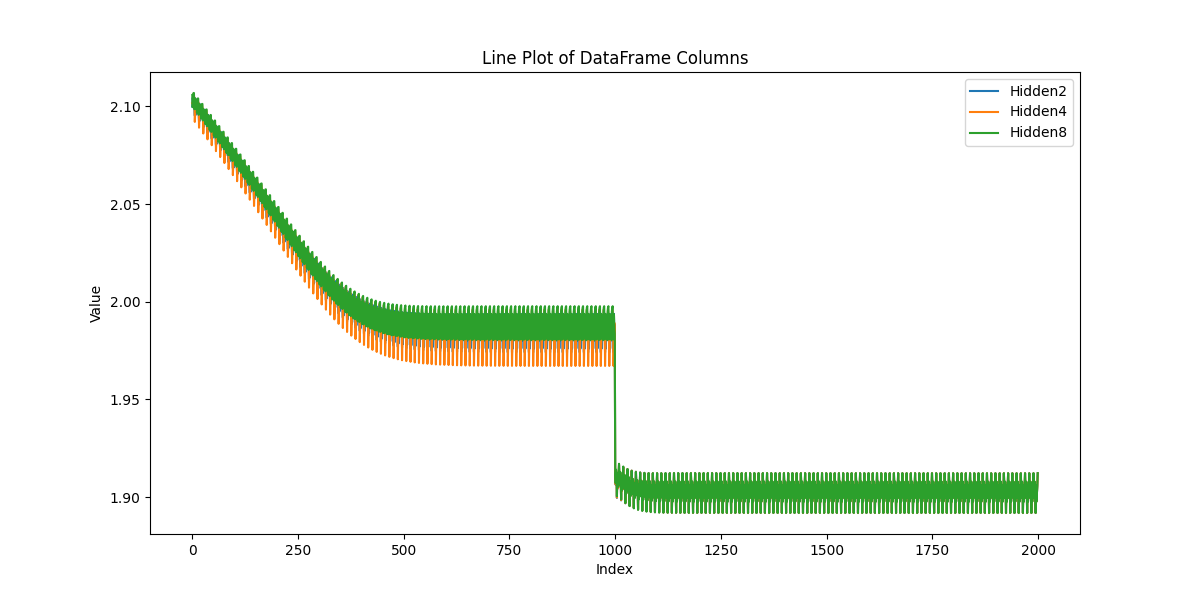 Line Plot of DataFrame Columns
Hidden2
Hidden4
Hidden8
Value
2.10
2.05
2.00
1.95
1.90
0 250 500 750 1000 1250 1500 1750 2000
Index